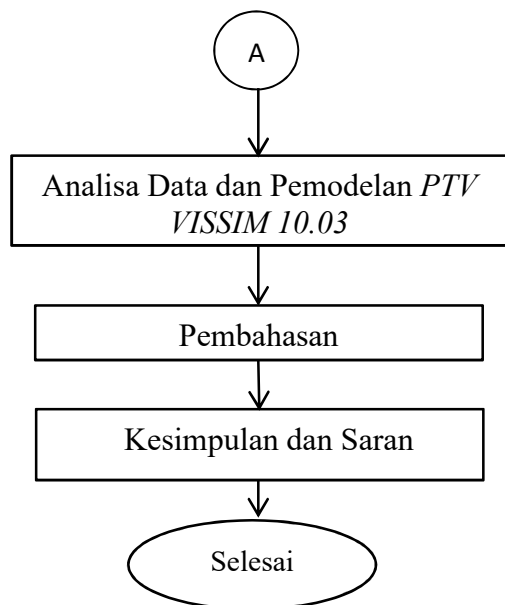 A
Analisa Data dan Pemodelan PTV
VISSIM 10.03
Pembahasan
Kesimpulan dan Saran
Selesai